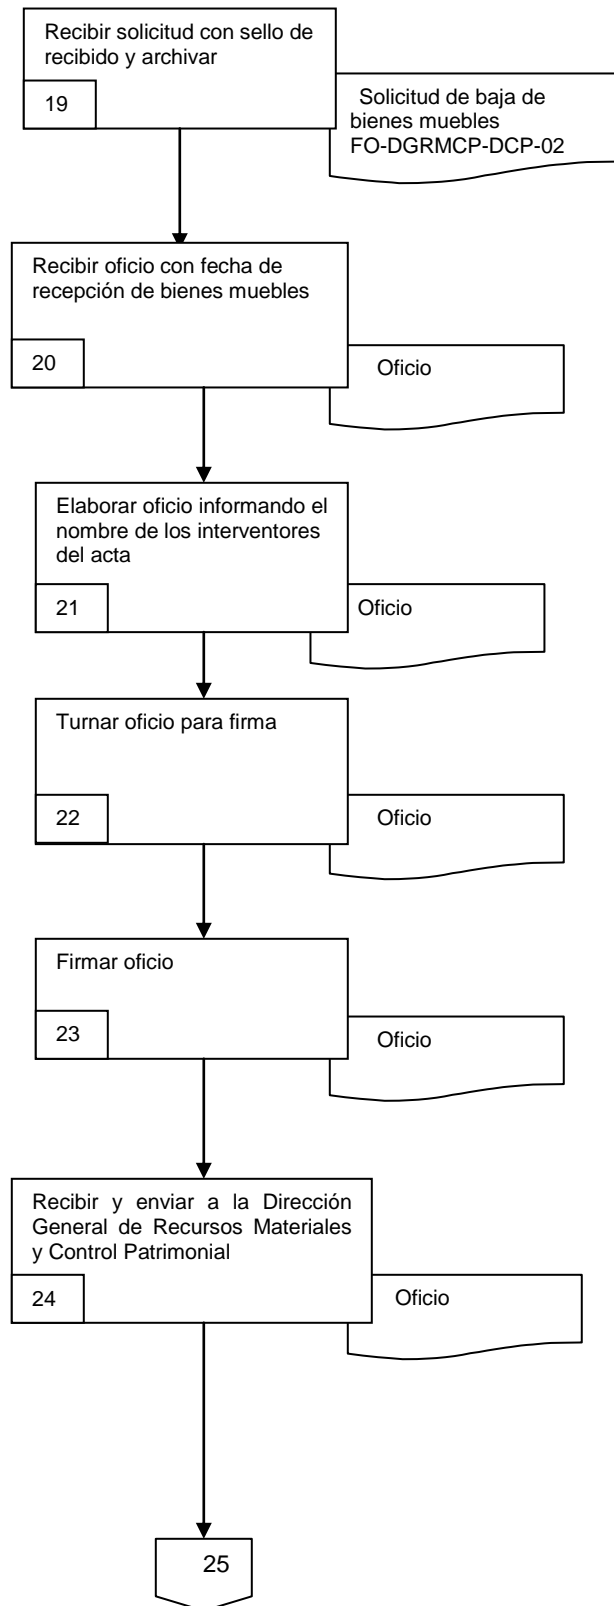 Recibir solicitud con sello de
recibido y archivar
19
Solicitud de baja de
bienes muebles
FO-DGRMCP-DCP-02
Recibir oficio con fecha de
recepción de bienes muebles
20
Oficio
Elaborar oficio informando el
nombre de los interventores
del acta
21
Oficio
Turnar oficio para firma
22
Oficio
Firmar oficio
23
Oficio
Recibir y enviar a la Dirección
General de Recursos Materiales
y Control Patrimonial
24
Oficio
25